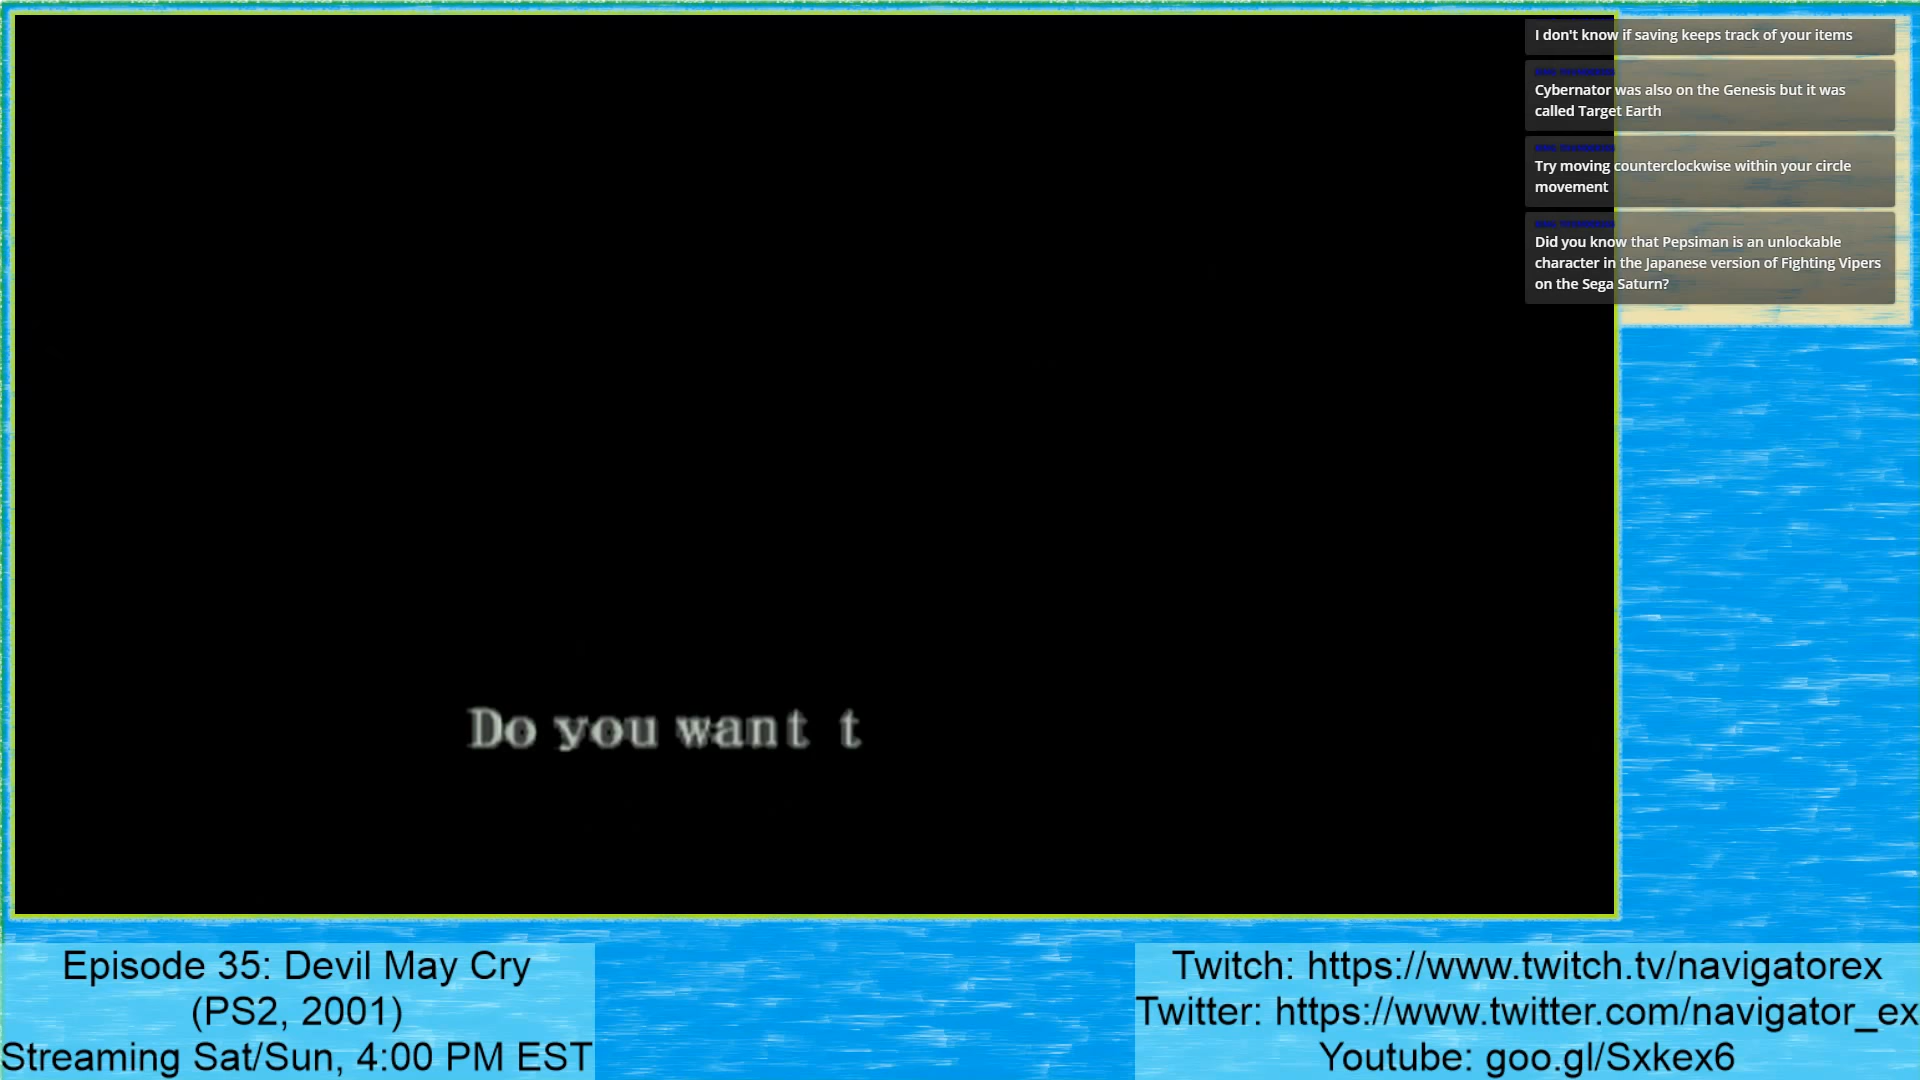 I don't know if saving keeps track of your items
Cybernator was also on the Genesis but it was
called Target Earth
Try moving counterclockwise within your circle
movement
Did you know that Pepsiman is an unlockable
character in the Japanese version of Fighting Vipers
on the Sega Saturn?
Do you want t
Episode 35: Devil May Cry
(PS2, 2001)
Streaming Sat/Sun, 4:00 PM EST
Twitch: https://www.twitch.tv/navigatorex
Twitter: https://www.twitter.com/navigator_ex
Youtube: goo.gl/Sxkex6